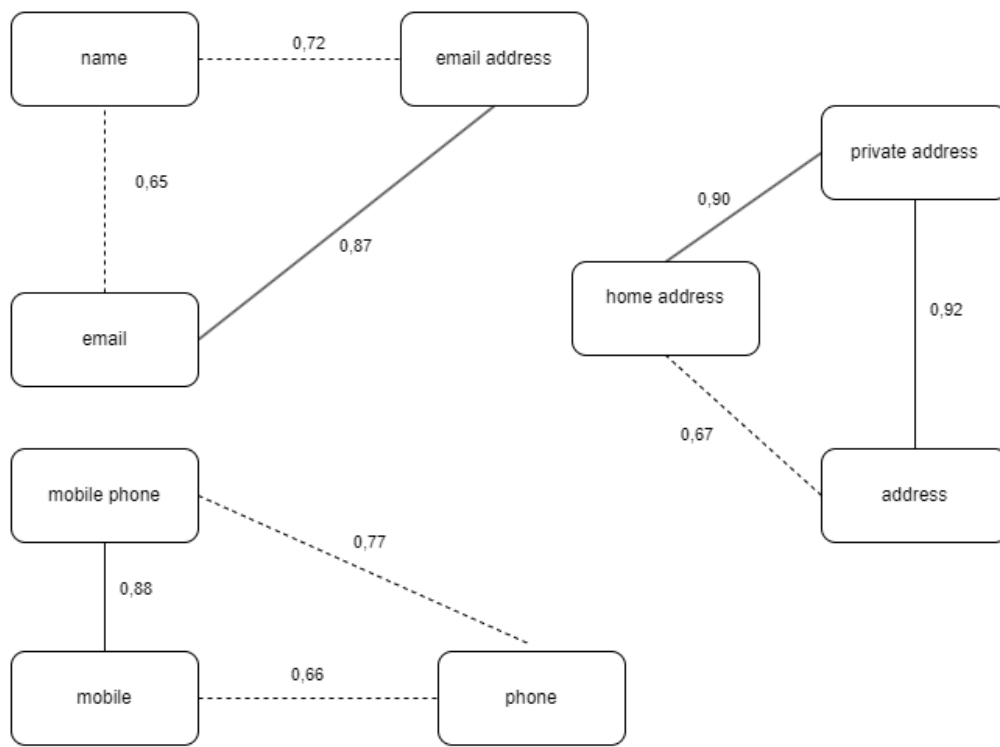 0,72
name
email address
private address
0,65
0,90
0,87
home address
0,92
email
0,67
mobile phone
address
0,77
0,88
0,66
mobile
phone